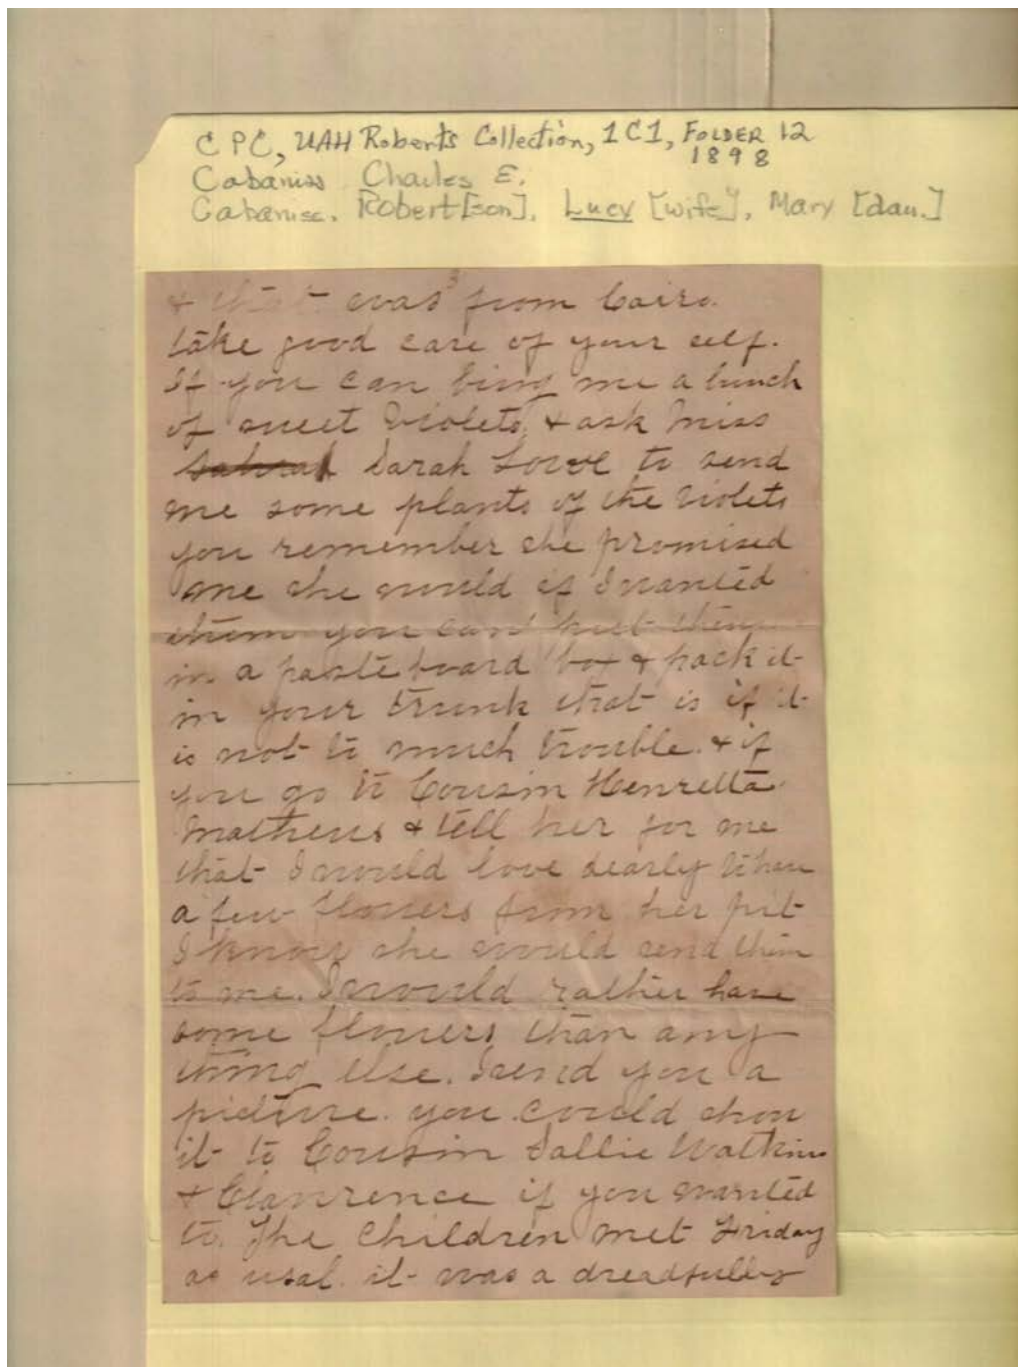 C P C, UAH Roberts Collection, 1C1, FOLDER 12
1898
Cabaniss Charles E.
Cabaniss. Robert [son], Lucy [wife], Mary [dau.]
3
& that was from Cairo.
take good care of your self.
If you can bing me a bunch
of sweet Violets, & ask Miss
Sarah Lowe to send
me some plants of the Violets
you remember she promised
me she would if I wanted
them you can put them
in a paste board box & pack it
in your trunk that is if it
is not to much trouble. & if
you go to Cousin Henretta
Mathews & tell her for me
that I would love dearly to have
a few flowers from her pit
I know she would send them
to me. I would rather have
some flowers than any
thing else. I send you a
picture. you could show
it to Cousin Sallie Watkins
& Clawrence if you wanted
to. The children met Friday
as usal. it was a dreadfully